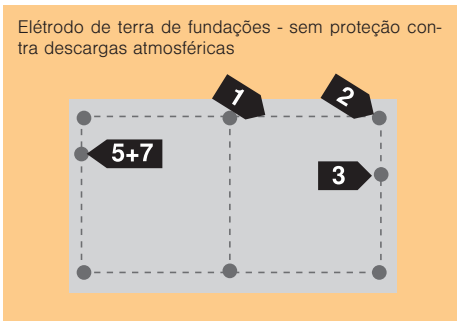 Elétrodo de terra de fundações - sem proteção con-
tra descargas atmosféricas
1
2
5+7
3